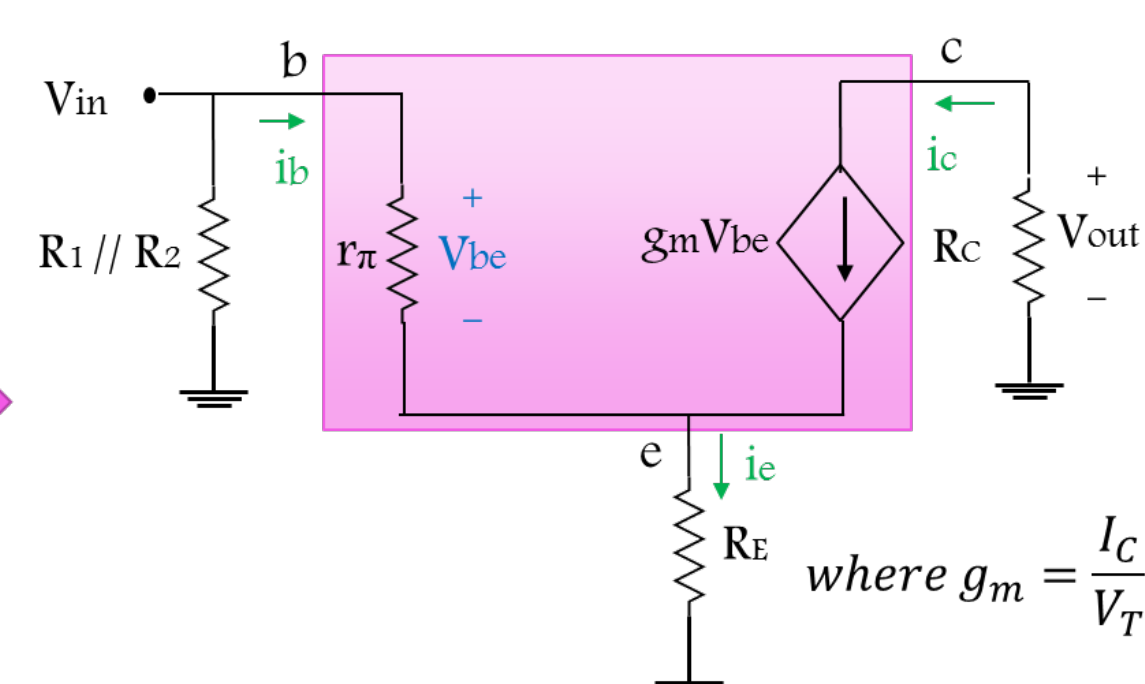 b
c
Vin
ib
ic
R1 // R2
rπ
+
Vbe
−
gmVbe
RC
+
Vout
−
e
ie
RE
where gm = IC / VT